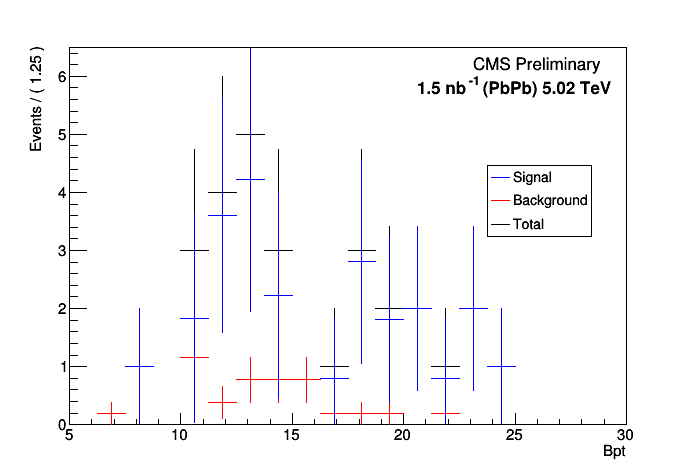 CMS Preliminary
1.5 nb⁻¹ (PbPb) 5.02 TeV
Events / ( 1.25 )
6
5
4
3
2
1
0
Signal
Background
Total
5 10 15 20 25 30
Bpt